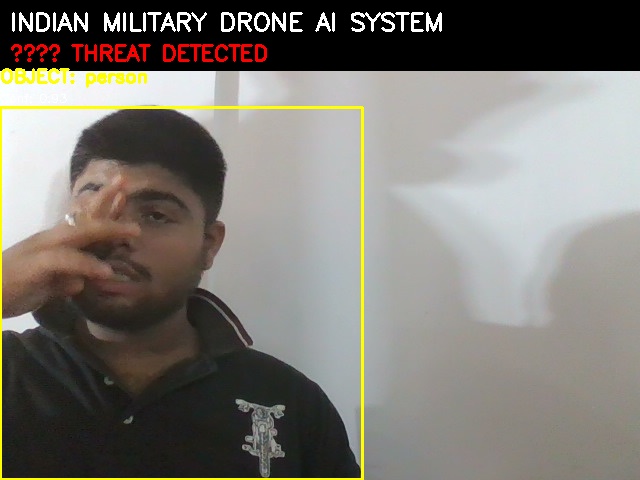 INDIAN MILITARY DRONE AI SYSTEM
???? THREAT DETECTED
OBJECT: person